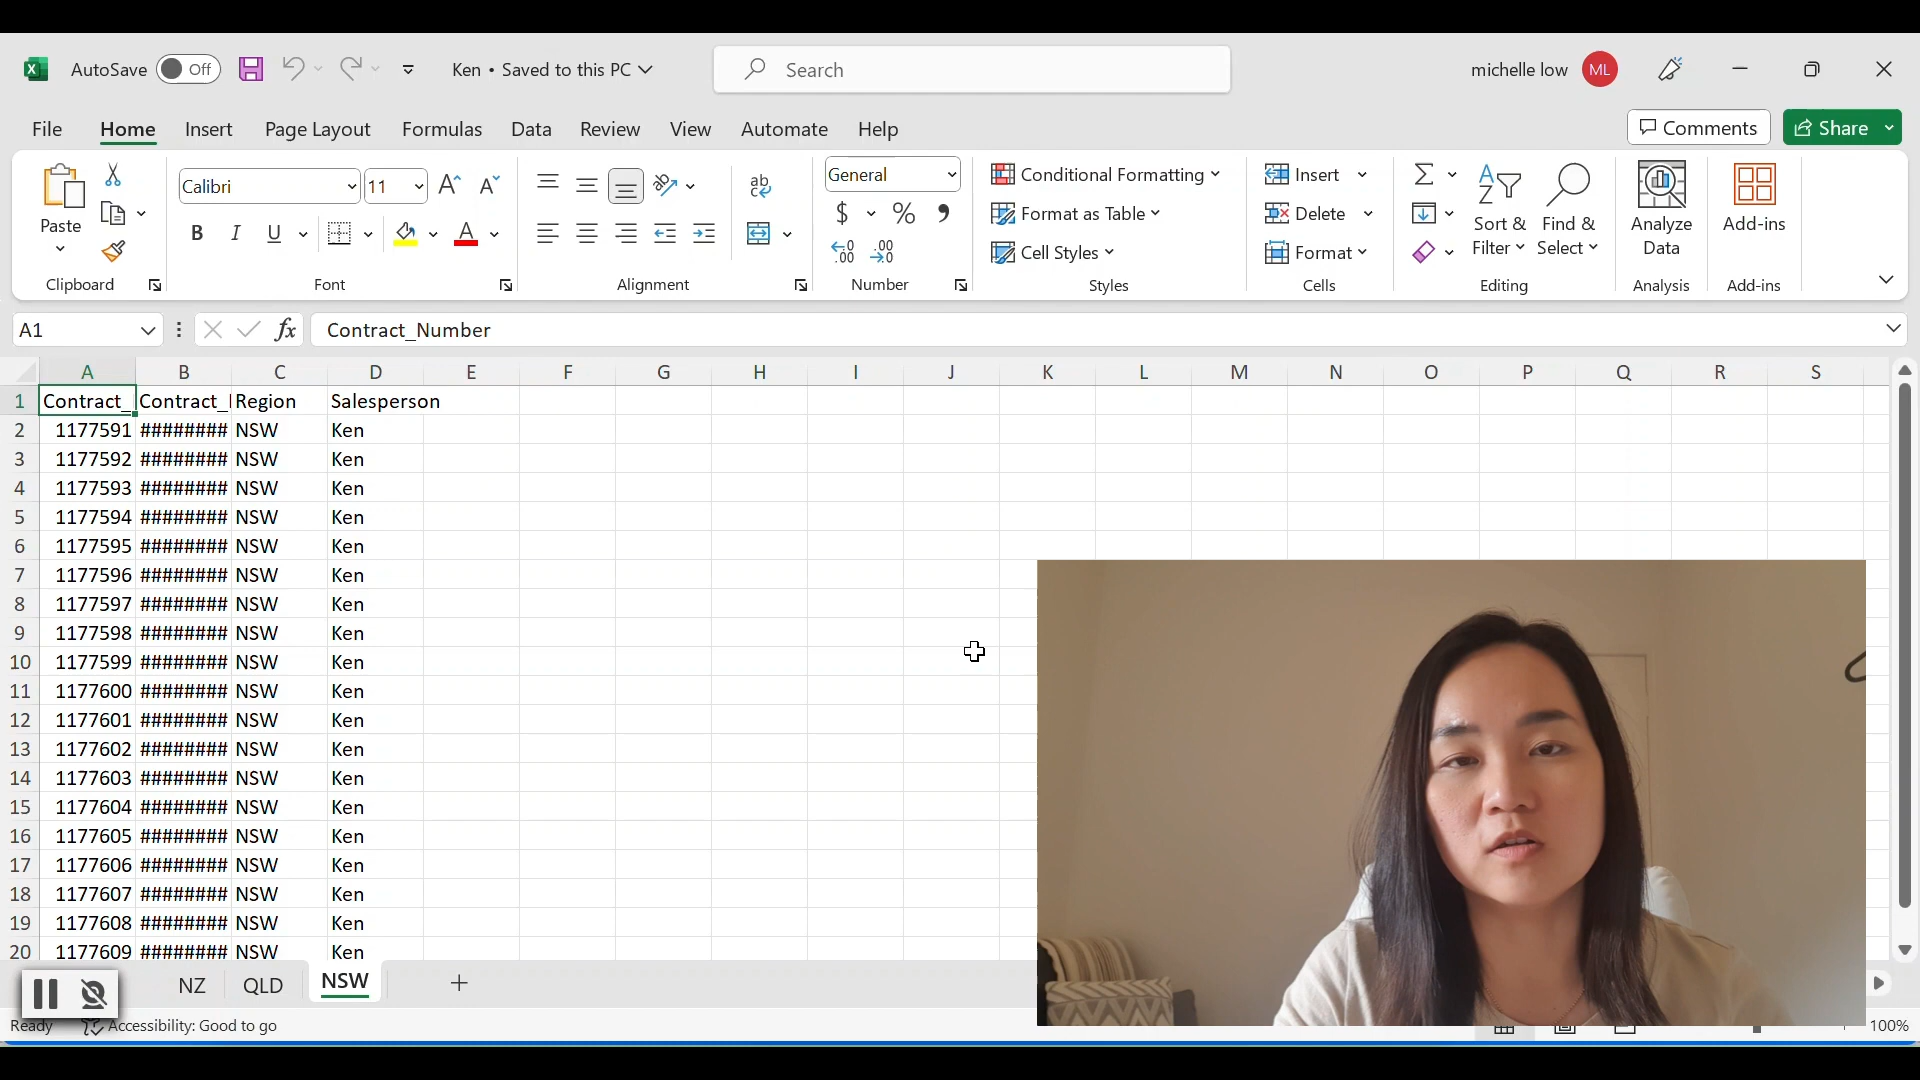 AutoSave Off Ken • Saved to this PC Search michelle low ML
File Home Insert Page Layout Formulas Data Review View Automate Help Comments Share
Paste Calibri 11 General Conditional Formatting Insert
B I U A $ % Format as Table Delete Sort & Filter Find & Select Analyze Data Add-ins
Cell Styles Format
Clipboard Font Alignment Number Styles Cells Editing Analysis Add-ins
A1 fx Contract_Number
A B C D E F G H I J K L M N O P Q R S
1 Contract_ Contract_ Region Salesperson
2 1177591 ######## NSW Ken
3 1177592 ######## NSW Ken
4 1177593 ######## NSW Ken
5 1177594 ######## NSW Ken
6 1177595 ######## NSW Ken
7 1177596 ######## NSW Ken
8 1177597 ######## NSW Ken
9 1177598 ######## NSW Ken
10 1177599 ######## NSW Ken
11 1177600 ######## NSW Ken
12 1177601 ######## NSW Ken
13 1177602 ######## NSW Ken
14 1177603 ######## NSW Ken
15 1177604 ######## NSW Ken
16 1177605 ######## NSW Ken
17 1177606 ######## NSW Ken
18 1177607 ######## NSW Ken
19 1177608 ######## NSW Ken
20 1177609 ######## NSW Ken
NZ QLD NSW +
Ready Accessibility: Good to go 100%